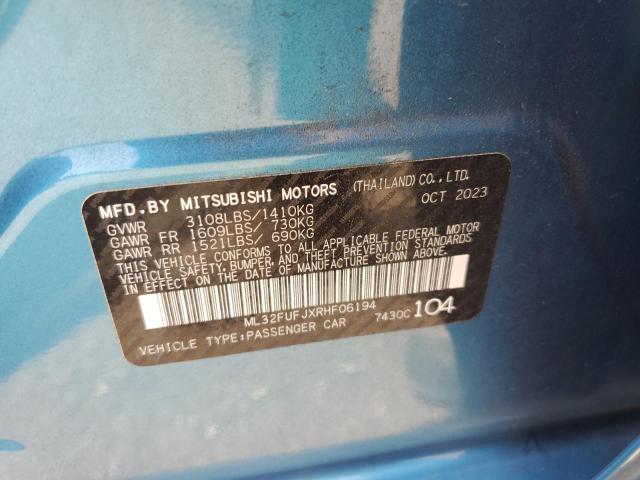 MFD.BY MITSUBISHI MOTORS (THAILAND)CO.,LTD.
GVWR 3108LBS/1410KG OCT 2023
GAWR FR 1609LBS/ 730KG
GAWR RR 1521LBS/ 690KG
THIS VEHICLE CONFORMS TO ALL APPLICABLE FEDERAL MOTOR
VEHICLE SAFETY, BUMPER, AND THEFT PREVENTION STANDARDS
IN EFFECT ON THE DATE OF MANUFACTURE SHOWN ABOVE.
ML32FUFJXRHF06194
VEHICLE TYPE:PASSENGER CAR 7430C 104